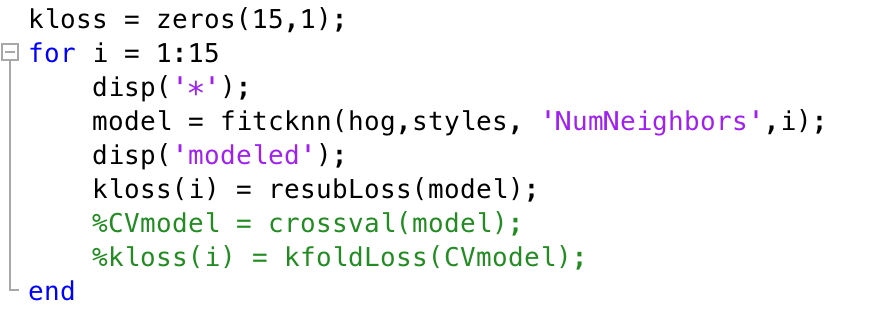 kloss = zeros(15,1);
for i = 1:15
    disp('*');
    model = fitcknn(hog,styles, 'NumNeighbors',i);
    disp('modeled');
    kloss(i) = resubLoss(model);
    %CVmodel = crossval(model);
    %kloss(i) = kfoldLoss(CVmodel);
end